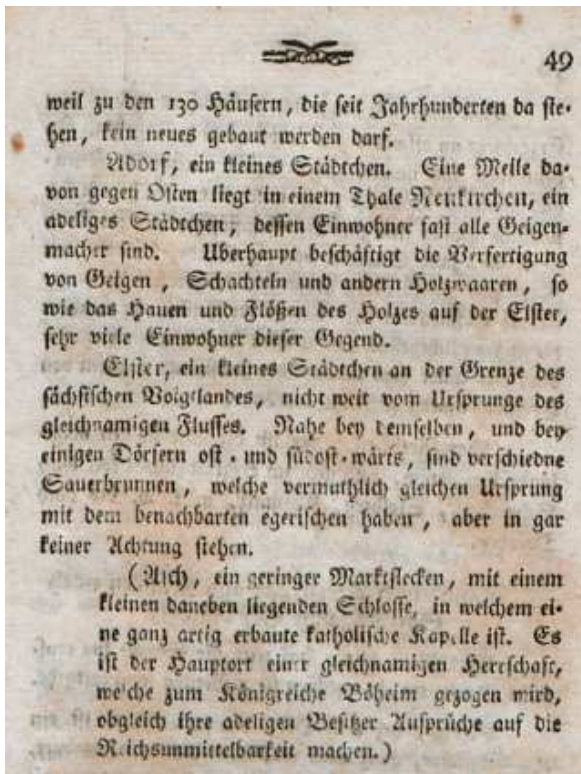 49
weil zu den 130 Häusern, die seit Jahrhunderten da ste-
hen, kein neues gebaut werden darf.
Adorf, ein kleines Städtchen. Eine Meile da-
von gegen Osten liegt in einem Thale Neukirchen, ein
adeliges Städtchen, dessen Einwohner fast alle Geigen-
macher sind. Uberhaupt beschäftigt die Verfertigung
von Geigen, Schachteln und andern Holzwaaren, so
wie das Hauen und Flößen des Holzes auf der Elster,
sehr viele Einwohner dieser Gegend.
Elster, ein kleines Städtchen an der Grenze des
sächsischen Voigtlandes, nicht weit vom Ursprunge des
gleichnamigen Flusses. Nahe bey demselben, und bey
einigen Dörfern ost- und südost-wärts, sind verschiedne
Sauerbrunnen, welche vermuthlich gleichen Ursprung
mit dem benachbarten egerischen haben, aber in gar
keiner Achtung stehen.
(Asch, ein geringer Marktflecken, mit einem
kleinen daneben liegenden Schlosse, in welchem ei-
ne ganz artig erbaute katholische Kapelle ist. Es
ist der Hauptort einer gleichnamigen Herrschaft,
welche zum Königreiche Böheim gezogen wird,
obgleich ihre adeligen Besitzer Ansprüche auf die
Reichsunmittelbarkeit machen.)